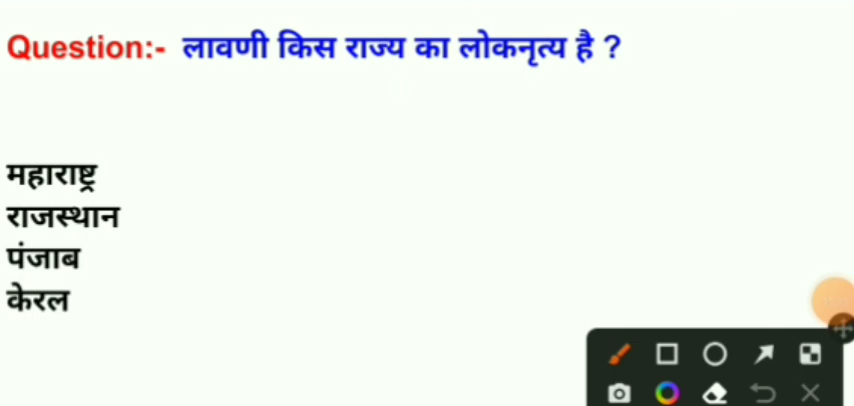 Question:- लावणी किस राज्य का लोकनृत्य है ?
महाराष्ट्र
राजस्थान
पंजाब
केरल